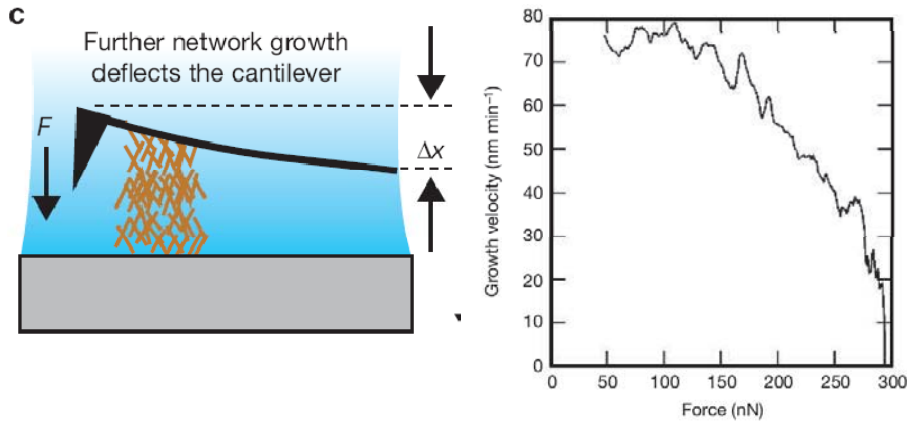 c
Further network growth
deflects the cantilever
F
Δx
Growth velocity (nm min⁻¹)
80
70
60
50
40
30
20
10
0
0 50 100 150 200 250 300
Force (nN)